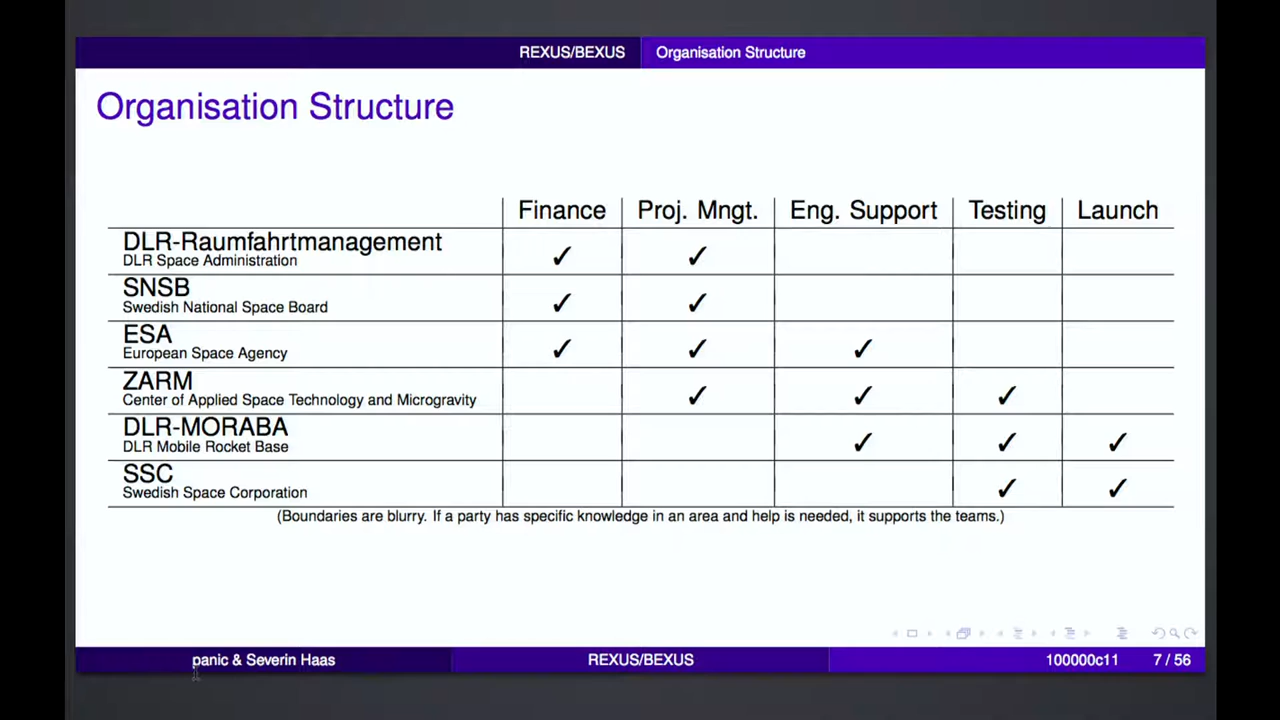 REXUS/BEXUS Organisation Structure
Organisation Structure
Finance Proj. Mngt. Eng. Support Testing Launch
DLR-Raumfahrtmanagement ✓ ✓
DLR Space Administration
SNSB ✓ ✓
Swedish National Space Board
ESA ✓ ✓ ✓
European Space Agency
ZARM ✓ ✓ ✓
Center of Applied Space Technology and Microgravity
DLR-MORABA ✓ ✓ ✓
DLR Mobile Rocket Base
SSC ✓ ✓
Swedish Space Corporation
(Boundaries are blurry. If a party has specific knowledge in an area and help is needed, it supports the teams.)
panic & Severin Haas REXUS/BEXUS 100000c11 7 / 56